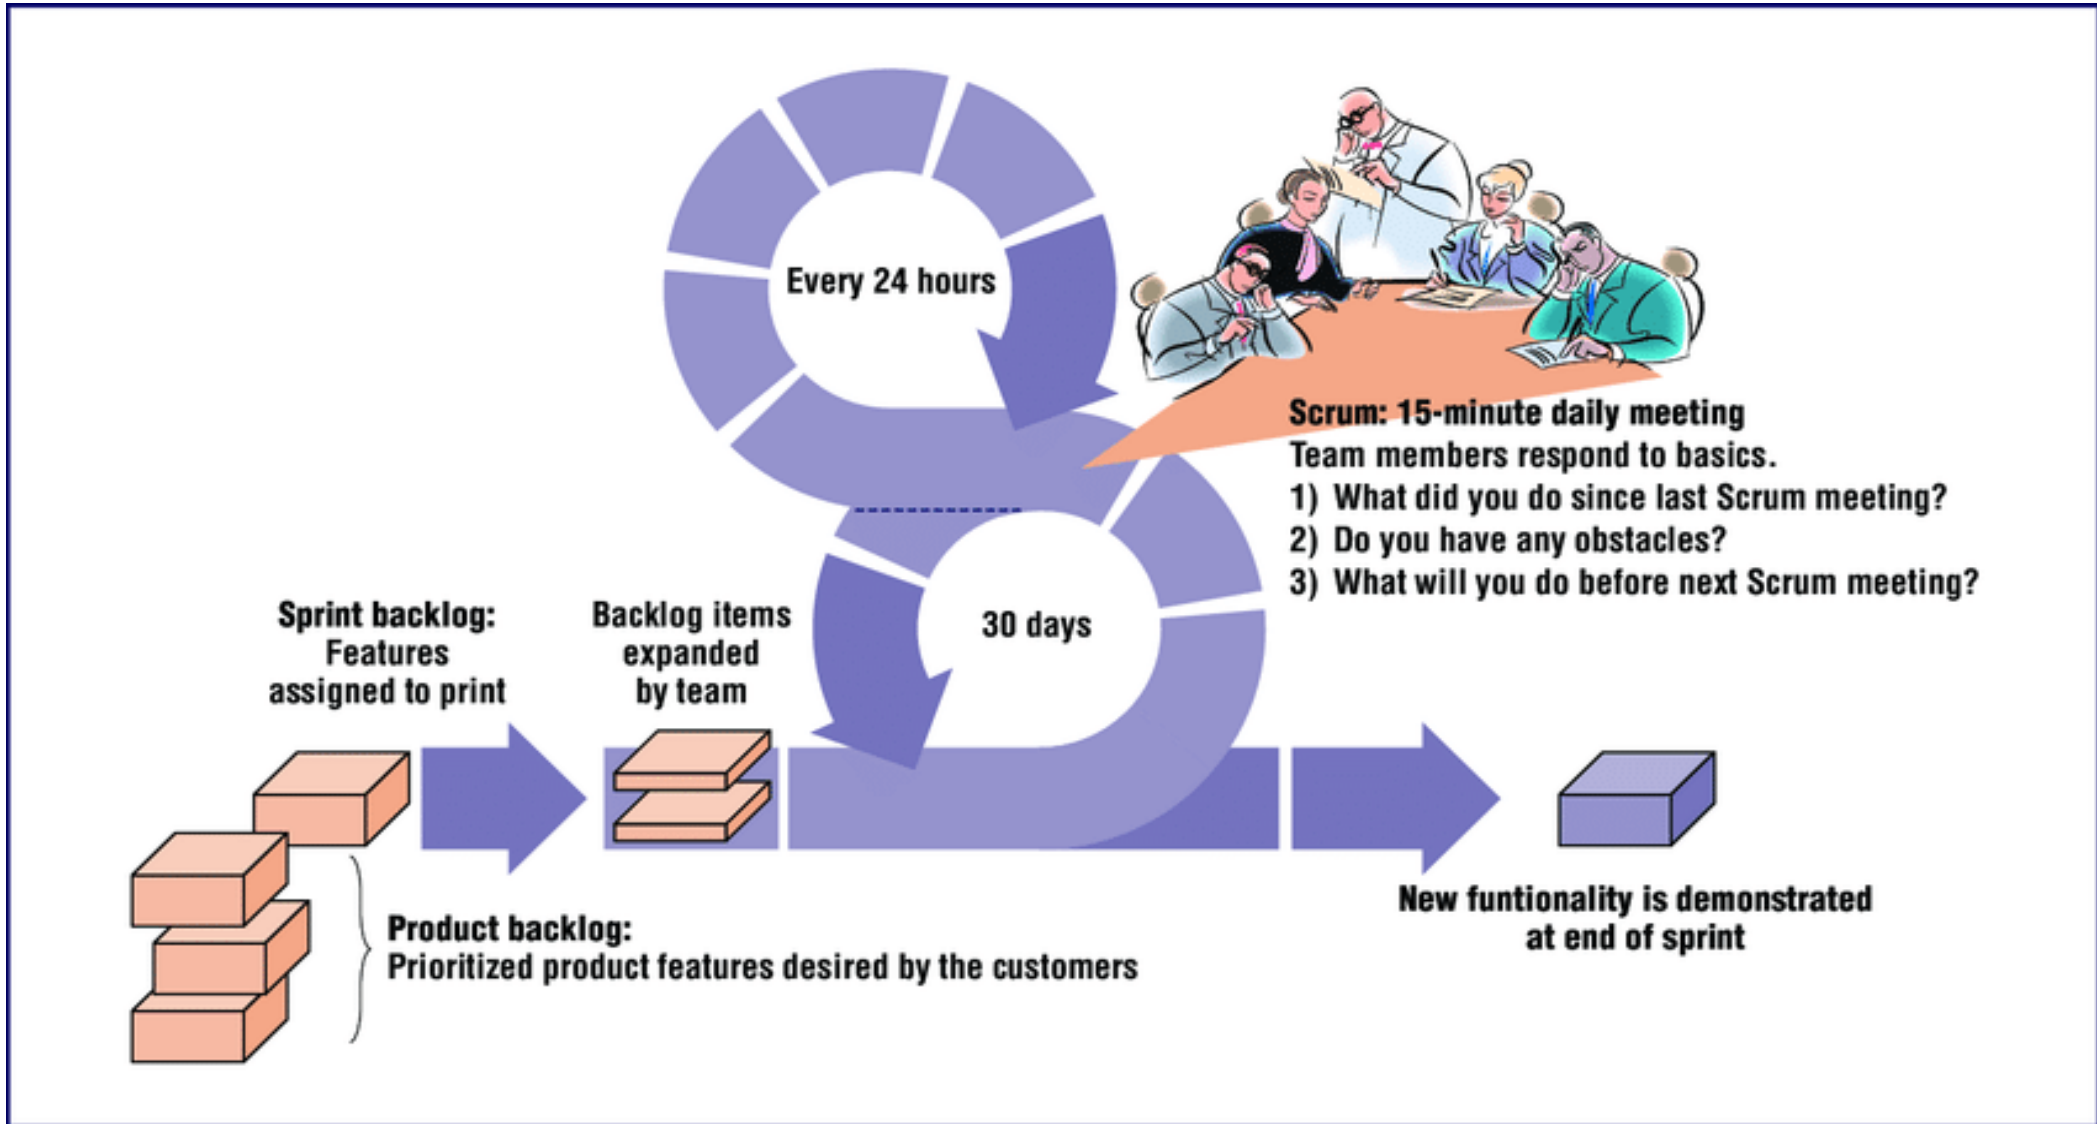 Every 24 hours
Scrum: 15-minute daily meeting
Team members respond to basics.
1) What did you do since last Scrum meeting?
2) Do you have any obstacles?
3) What will you do before next Scrum meeting?
30 days
Sprint backlog:
Features
assigned to print
Backlog items
expanded
by team
Product backlog:
Prioritized product features desired by the customers
New funtionality is demonstrated
at end of sprint